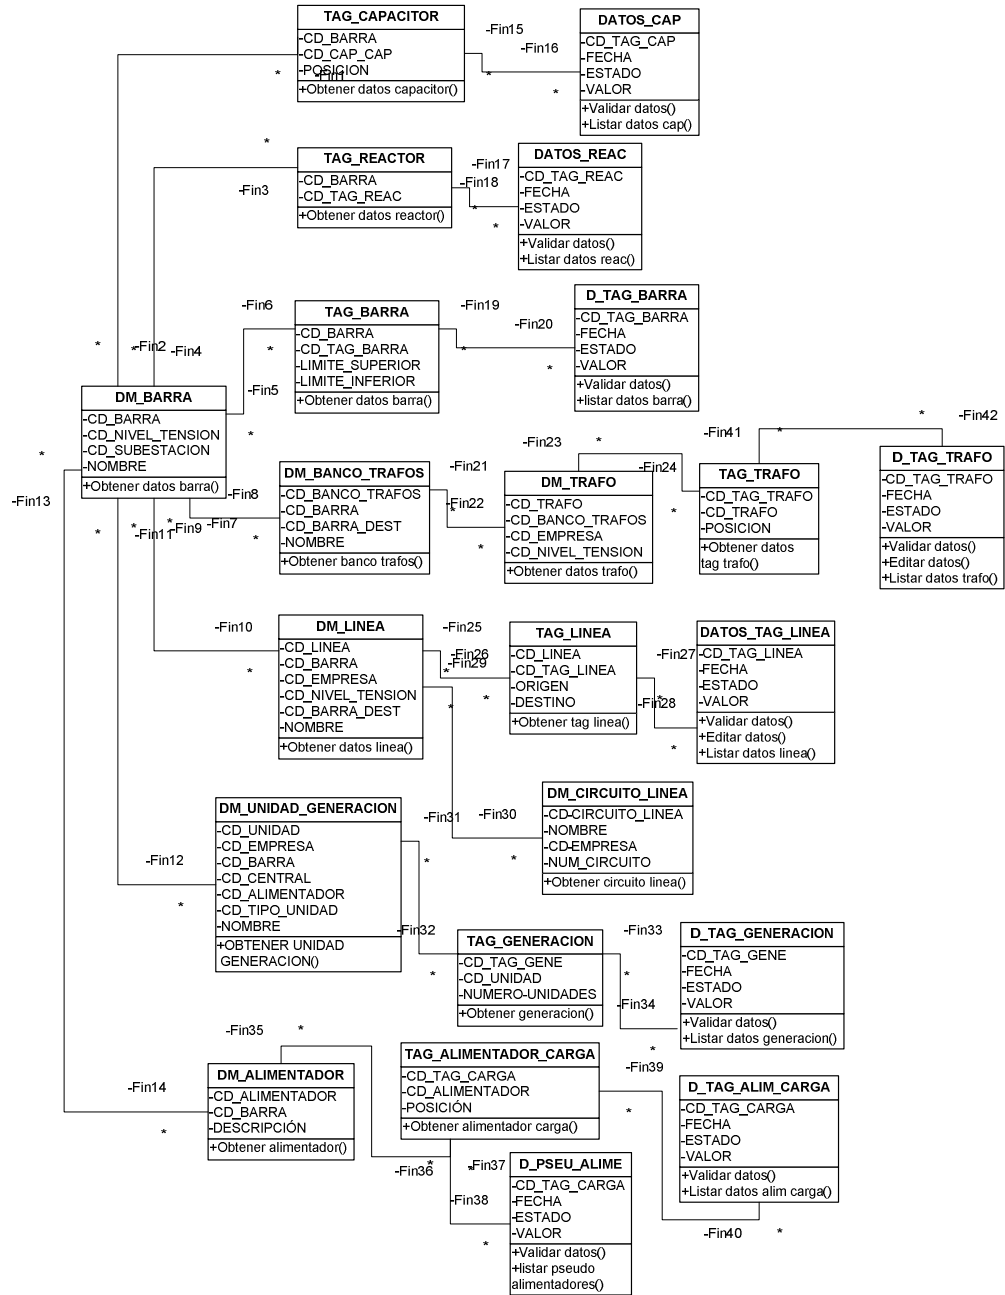 TAG_CAPACITOR
-CD_BARRA
-CD_CAP_CAP
-POSICION
+Obtener datos capacitor()
-Fin1
*
-Fin15
-Fin16
*
*
DATOS_CAP
-CD_TAG_CAP
-FECHA
-ESTADO
-VALOR
+Validar datos()
+Listar datos cap()
*
-Fin3
TAG_REACTOR
-CD_BARRA
-CD_TAG_REAC
+Obtener datos reactor()
-Fin17
-Fin18
*
*
DATOS_REAC
-CD_TAG_REAC
-FECHA
-ESTADO
-VALOR
+Validar datos()
+Listar datos reac()
-Fin6
*
TAG_BARRA
-CD_BARRA
-CD_TAG_BARRA
-LIMITE_SUPERIOR
-LIMITE_INFERIOR
+Obtener datos barra()
-Fin19
-Fin20
*
*
D_TAG_BARRA
-CD_TAG_BARRA
-FECHA
-ESTADO
-VALOR
+Validar datos()
+listar datos barra()
*
*
-Fin2
-Fin4
-Fin5
*
DM_BARRA
-CD_BARRA
-CD_NIVEL_TENSION
-CD_SUBESTACION
-NOMBRE
+Obtener datos barra()
*
-Fin13
-Fin8
-Fin7
*
-Fin9
*
-Fin11
*
*
DM_BANCO_TRAFOS
-CD_BANCO_TRAFOS
-CD_BARRA
-CD_BARRA_DEST
-NOMBRE
+Obtener banco trafos()
-Fin21
-Fin22
*
*
DM_TRAFO
-CD_TRAFO
-CD_BANCO_TRAFOS
-CD_EMPRESA
-CD_NIVEL_TENSION
+Obtener datos trafo()
-Fin23
*
-Fin24
*
TAG_TRAFO
-CD_TAG_TRAFO
-CD_TRAFO
-POSICION
+Obtener datos
tag trafo()
-Fin41
*
*
-Fin42
D_TAG_TRAFO
-CD_TAG_TRAFO
-FECHA
-ESTADO
-VALOR
+Validar datos()
+Editar datos()
+Listar datos trafo()
-Fin10
*
DM_LINEA
-CD_LINEA
-CD_BARRA
-CD_EMPRESA
-CD_NIVEL_TENSION
-CD_BARRA_DEST
-NOMBRE
+Obtener datos linea()
-Fin25
-Fin26
-Fin29
*
*
*
TAG_LINEA
-CD_LINEA
-CD_TAG_LINEA
-ORIGEN
-DESTINO
+Obtener tag linea()
-Fin27
*
-Fin28
*
DATOS_TAG_LINEA
-CD_TAG_LINEA
-FECHA
-ESTADO
-VALOR
+Validar datos()
+Editar datos()
+Listar datos linea()
-Fin30
*
DM_CIRCUITO_LINEA
-CD-CIRCUITO_LINEA
-NOMBRE
-CD-EMPRESA
-NUM_CIRCUITO
+Obtener circuito linea()
-Fin12
*
DM_UNIDAD_GENERACION
-CD_UNIDAD
-CD_EMPRESA
-CD_BARRA
-CD_CENTRAL
-CD_ALIMENTADOR
-CD_TIPO_UNIDAD
-NOMBRE
+OBTENER UNIDAD
GENERACION()
-Fin31
*
-Fin32
*
TAG_GENERACION
-CD_TAG_GENE
-CD_UNIDAD
-NUMERO-UNIDADES
+Obtener generacion()
-Fin33
*
-Fin34
*
D_TAG_GENERACION
-CD_TAG_GENE
-FECHA
-ESTADO
-VALOR
+Validar datos()
+Listar datos generacion()
-Fin14
*
-Fin35
*
DM_ALIMENTADOR
-CD_ALIMENTADOR
-CD_BARRA
-DESCRIPCIÓN
+Obtener alimentador()
TAG_ALIMENTADOR_CARGA
-CD_TAG_CARGA
-CD_ALIMENTADOR
-POSICIÓN
+Obtener alimentador carga()
-Fin36
*
*
-Fin37
-Fin38
*
D_PSEU_ALIME
-CD_TAG_CARGA
-FECHA
-ESTADO
-VALOR
+Validar datos()
+listar pseudo
alimentadores()
-Fin39
*
D_TAG_ALIM_CARGA
-CD_TAG_CARGA
-FECHA
-ESTADO
-VALOR
+Validar datos()
+Listar datos alim carga()
-Fin40
*